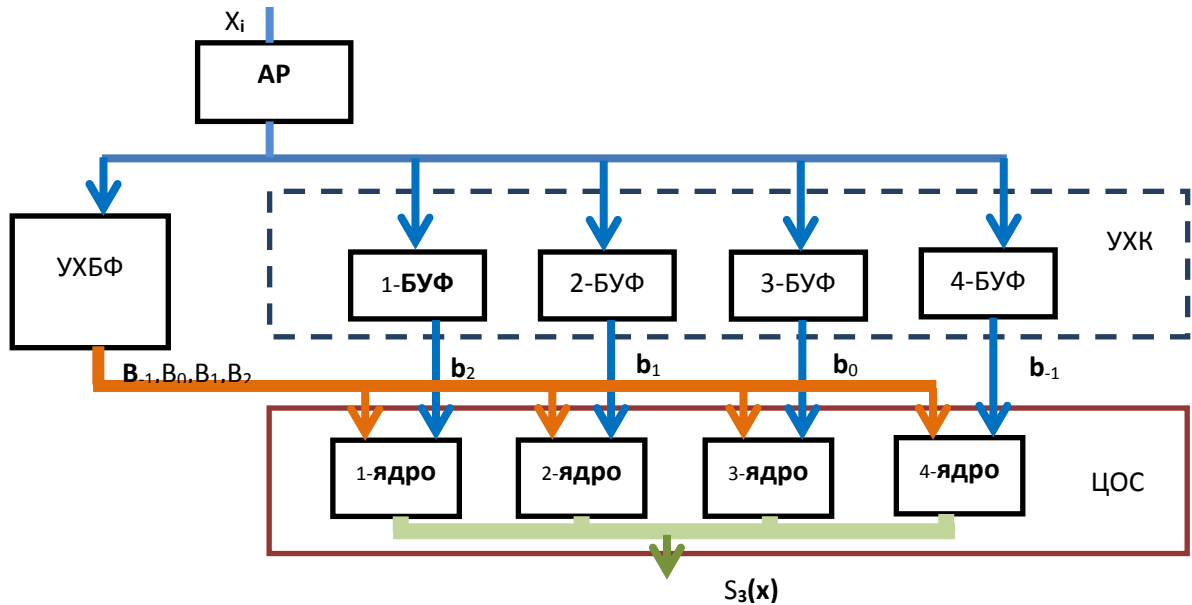 Xi
АР
УХБФ
УХК
1-БУФ
2-БУФ
3-БУФ
4-БУФ
B-1,B0,B1,B2
b2
b1
b0
b-1
1-ядро
2-ядро
3-ядро
4-ядро
ЦОС
S3(x)